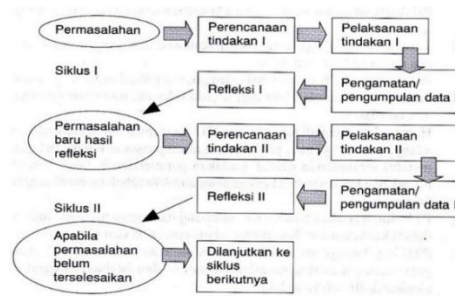 Permasalahan
Perencanaan
tindakan I
Pelaksanaan
tindakan I
Siklus I
Refleksi I
Pengamatan/
pengumpulan data I
Permasalahan
baru hasil
refleksi
Perencanaan
tindakan II
Pelaksanaan
tindakan II
Siklus II
Refleksi II
Pengamatan/
pengumpulan data II
Apabila
permasalahan
belum
terselesaikan
Dilanjutkan ke
siklus
berikutnya